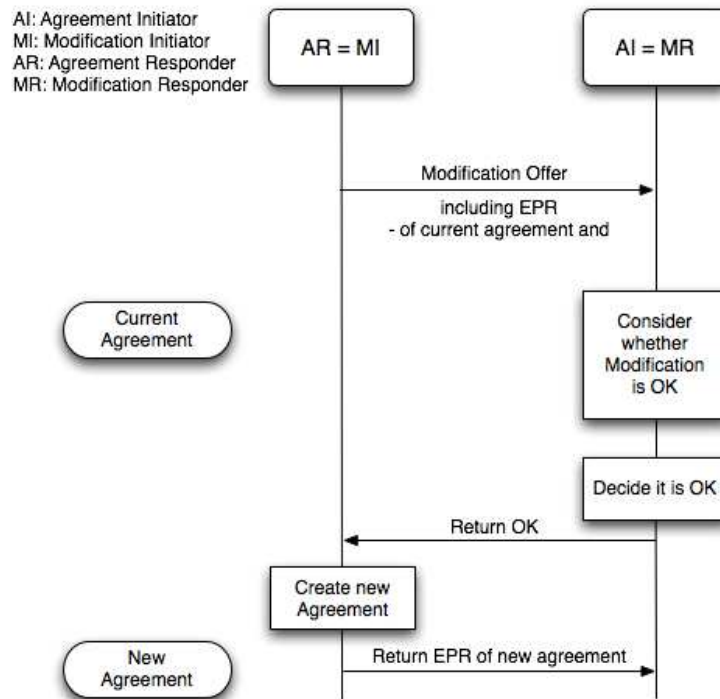 AI: Agreement Initiator
MI: Modification Initiator
AR: Agreement Responder
MR: Modification Responder
AR = MI
AI = MR
Modification Offer
including EPR
- of current agreement and
Current
Agreement
Consider
whether
Modification
is OK
Decide it is OK
Return OK
Create new
Agreement
New
Agreement
Return EPR of new agreement